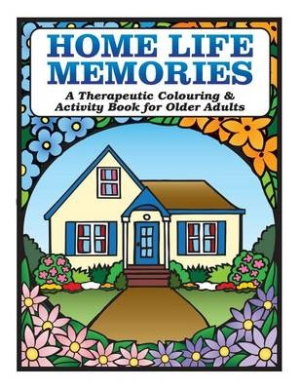 HOME LIFE
MEMORIES
A Therapeutic Colouring &
Activity Book for Older Adults